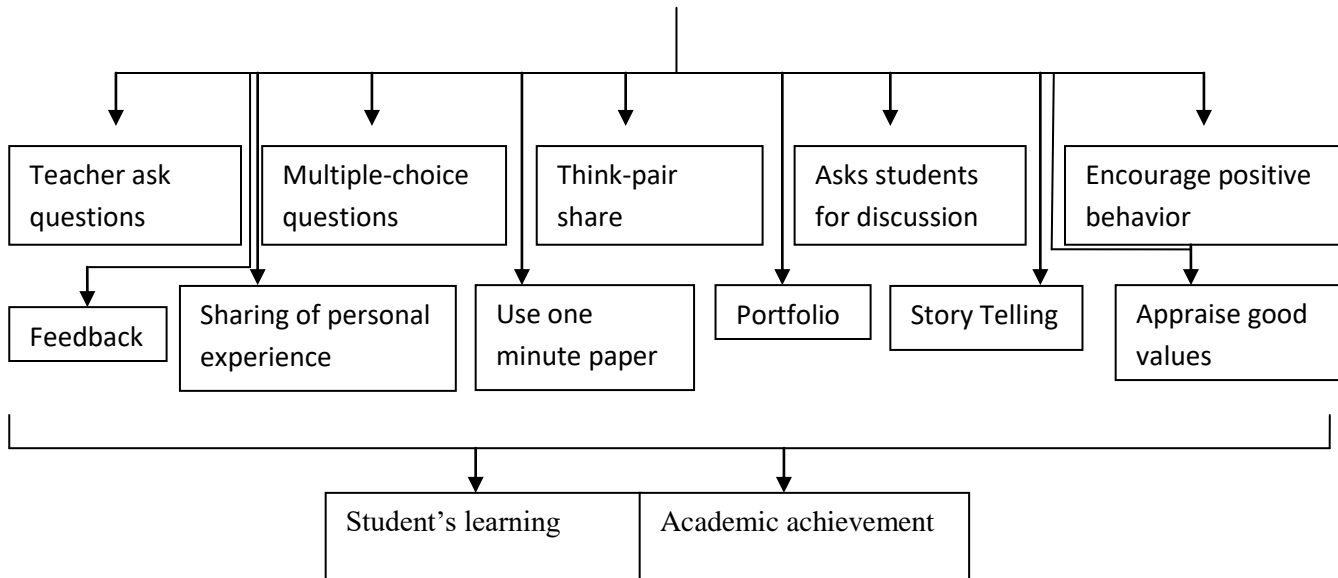 Teacher ask
questions
Multiple-choice
questions
Think-pair
share
Asks students
for discussion
Encourage positive
behavior
Feedback
Sharing of personal
experience
Use one
minute paper
Portfolio
Story Telling
Appraise good
values
Student’s learning
Academic achievement